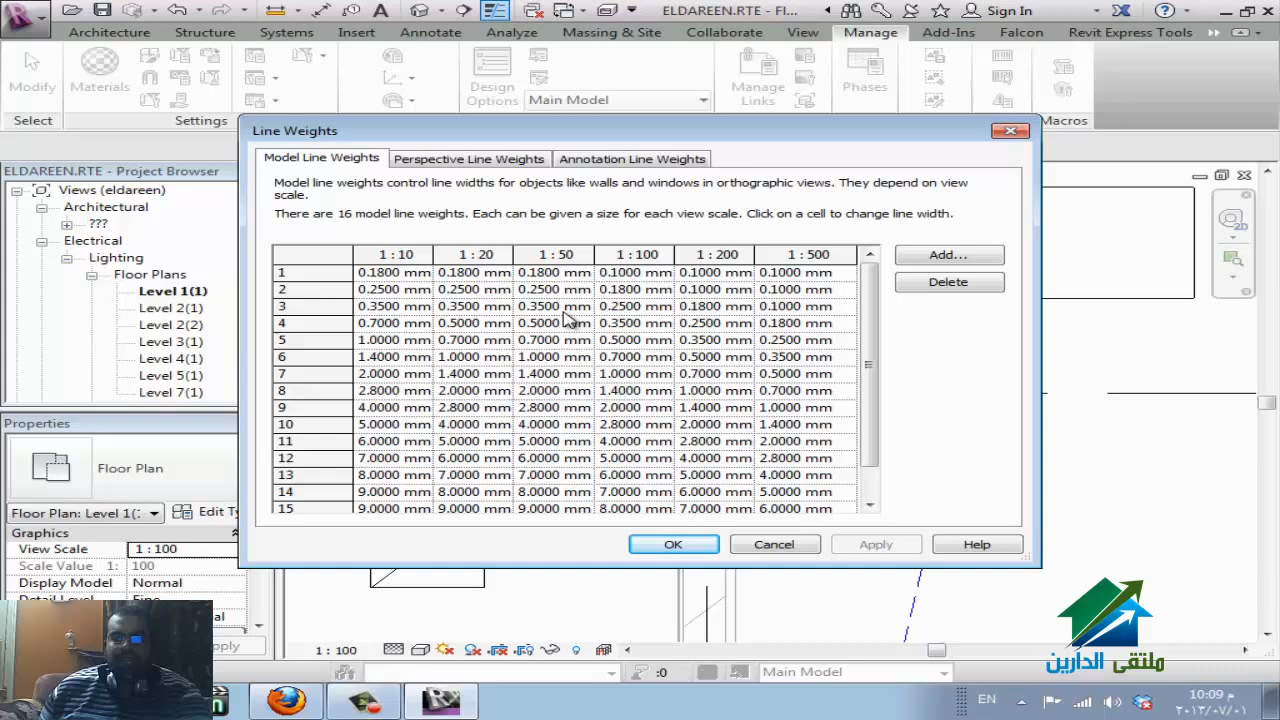 ELDAREEN.RTE - Fl...
Sign In
Architecture Structure Systems Insert Annotate Analyze Massing & Site Collaborate View Manage Add-Ins Falcon Revit Express Tools
Modify Materials Design Options Main Model Manage Links Phases
Select Settings Macros
ELDAREEN.RTE - Project Browser
Views (eldareen)
Architectural
???
Electrical
Lighting
Floor Plans
Level 1(1)
Level 2(1)
Level 2(2)
Level 3(1)
Level 4(1)
Level 5(1)
Level 7(1)
Properties
Floor Plan
Floor Plan: Level 1(:
Edit Ty
Graphics
View Scale 1 : 100
Scale Value 1: 100
Display Model Normal
Detail Level Fine
Line Weights
Model Line Weights Perspective Line Weights Annotation Line Weights
Model line weights control line widths for objects like walls and windows in orthographic views. They depend on view
scale.
There are 16 model line weights. Each can be given a size for each view scale. Click on a cell to change line width.
1 : 10 1 : 20 1 : 50 1 : 100 1 : 200 1 : 500
1 0.1800 mm 0.1800 mm 0.1800 mm 0.1000 mm 0.1000 mm 0.1000 mm
2 0.2500 mm 0.2500 mm 0.2500 mm 0.1800 mm 0.1000 mm 0.1000 mm
3 0.3500 mm 0.3500 mm 0.3500 mm 0.2500 mm 0.1800 mm 0.1000 mm
4 0.7000 mm 0.5000 mm 0.5000 mm 0.3500 mm 0.2500 mm 0.1800 mm
5 1.0000 mm 0.7000 mm 0.7000 mm 0.5000 mm 0.3500 mm 0.2500 mm
6 1.4000 mm 1.0000 mm 1.0000 mm 0.7000 mm 0.5000 mm 0.3500 mm
7 2.0000 mm 1.4000 mm 1.4000 mm 1.0000 mm 0.7000 mm 0.5000 mm
8 2.8000 mm 2.0000 mm 2.0000 mm 1.4000 mm 1.0000 mm 0.7000 mm
9 4.0000 mm 2.8000 mm 2.8000 mm 2.0000 mm 1.4000 mm 1.0000 mm
10 5.0000 mm 4.0000 mm 4.0000 mm 2.8000 mm 2.0000 mm 1.4000 mm
11 6.0000 mm 5.0000 mm 5.0000 mm 4.0000 mm 2.8000 mm 2.0000 mm
12 7.0000 mm 6.0000 mm 6.0000 mm 5.0000 mm 4.0000 mm 2.8000 mm
13 8.0000 mm 7.0000 mm 7.0000 mm 6.0000 mm 5.0000 mm 4.0000 mm
14 9.0000 mm 8.0000 mm 8.0000 mm 7.0000 mm 6.0000 mm 5.0000 mm
15 9.0000 mm 9.0000 mm 9.0000 mm 8.0000 mm 7.0000 mm 6.0000 mm
Add...
Delete
OK Cancel Apply Help
1 : 100
:0
Main Model
ملتقى الدارين
EN
10:09 م
٢٠١٣/٠٧/٠١